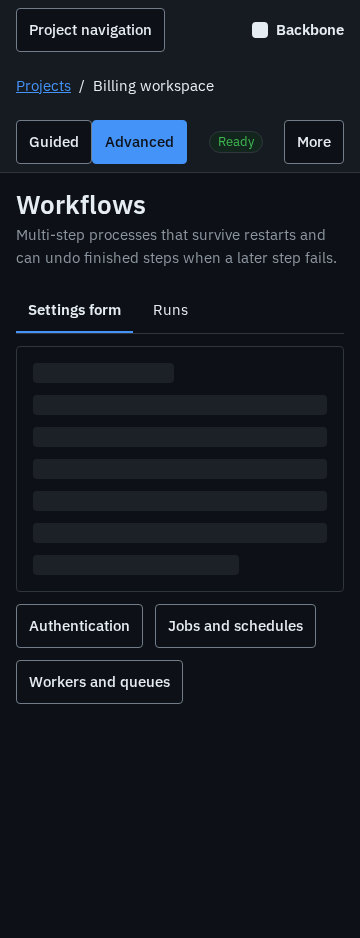 Project navigation
Backbone
Projects / Billing workspace
Guided
Advanced
Ready
More
Workflows
Multi-step processes that survive restarts and
can undo finished steps when a later step fails.
Settings form
Runs
Authentication
Jobs and schedules
Workers and queues